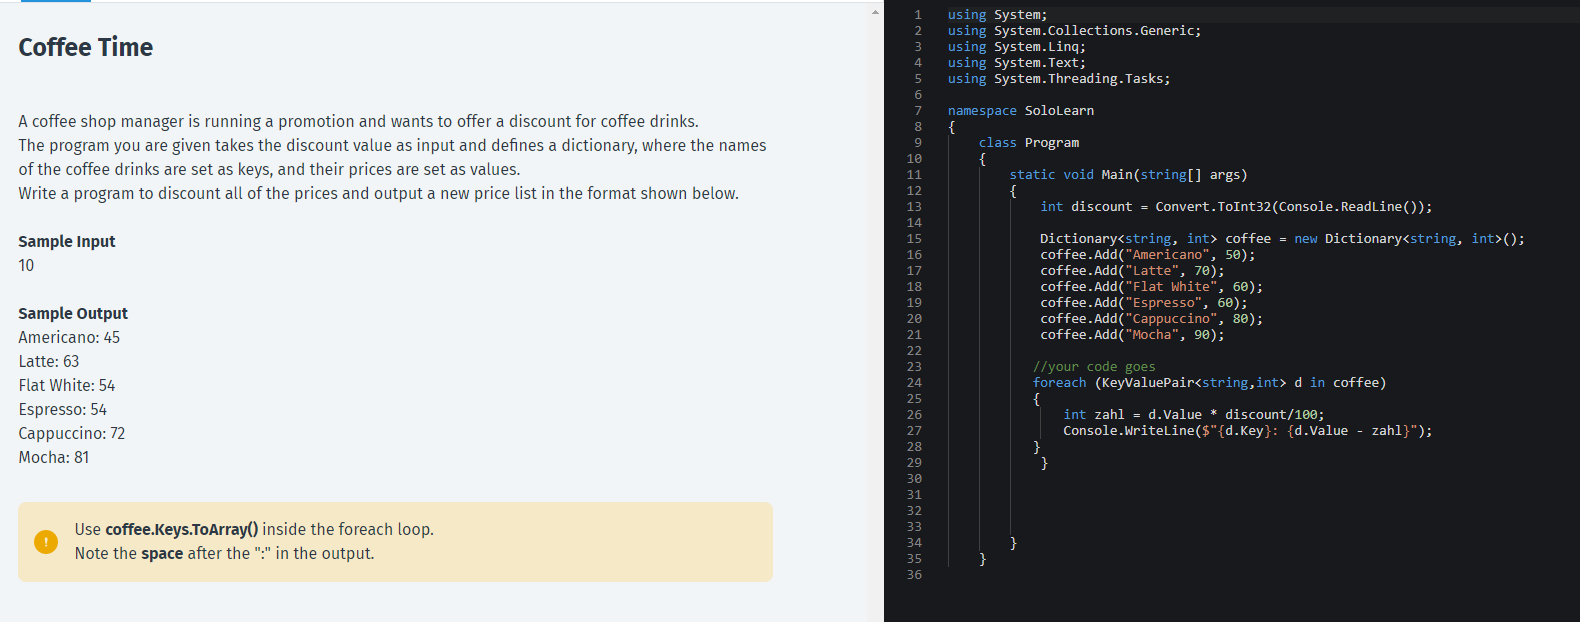 Coffee Time
A coffee shop manager is running a promotion and wants to offer a discount for coffee drinks.
The program you are given takes the discount value as input and defines a dictionary, where the names
of the coffee drinks are set as keys, and their prices are set as values.
Write a program to discount all of the prices and output a new price list in the format shown below.
Sample Input
10
Sample Output
Americano: 45
Latte: 63
Flat White: 54
Espresso: 54
Cappuccino: 72
Mocha: 81
!
Use coffee.Keys.ToArray() inside the foreach loop.
Note the space after the ":" in the output.
1 using System;
2 using System.Collections.Generic;
3 using System.Linq;
4 using System.Text;
5 using System.Threading.Tasks;
6
7 namespace SoloLearn
8 {
9     class Program
10     {
11         static void Main(string[] args)
12         {
13             int discount = Convert.ToInt32(Console.ReadLine());
14
15             Dictionary<string, int> coffee = new Dictionary<string, int>();
16             coffee.Add("Americano", 50);
17             coffee.Add("Latte", 70);
18             coffee.Add("Flat White", 60);
19             coffee.Add("Espresso", 60);
20             coffee.Add("Cappuccino", 80);
21             coffee.Add("Mocha", 90);
22
23            //your code goes
24            foreach (KeyValuePair<string,int> d in coffee)
25            {
26                int zahl = d.Value * discount/100;
27                Console.WriteLine($"{d.Key}: {d.Value - zahl}");
28            }
29             }
30
31
32
33
34         }
35     }
36